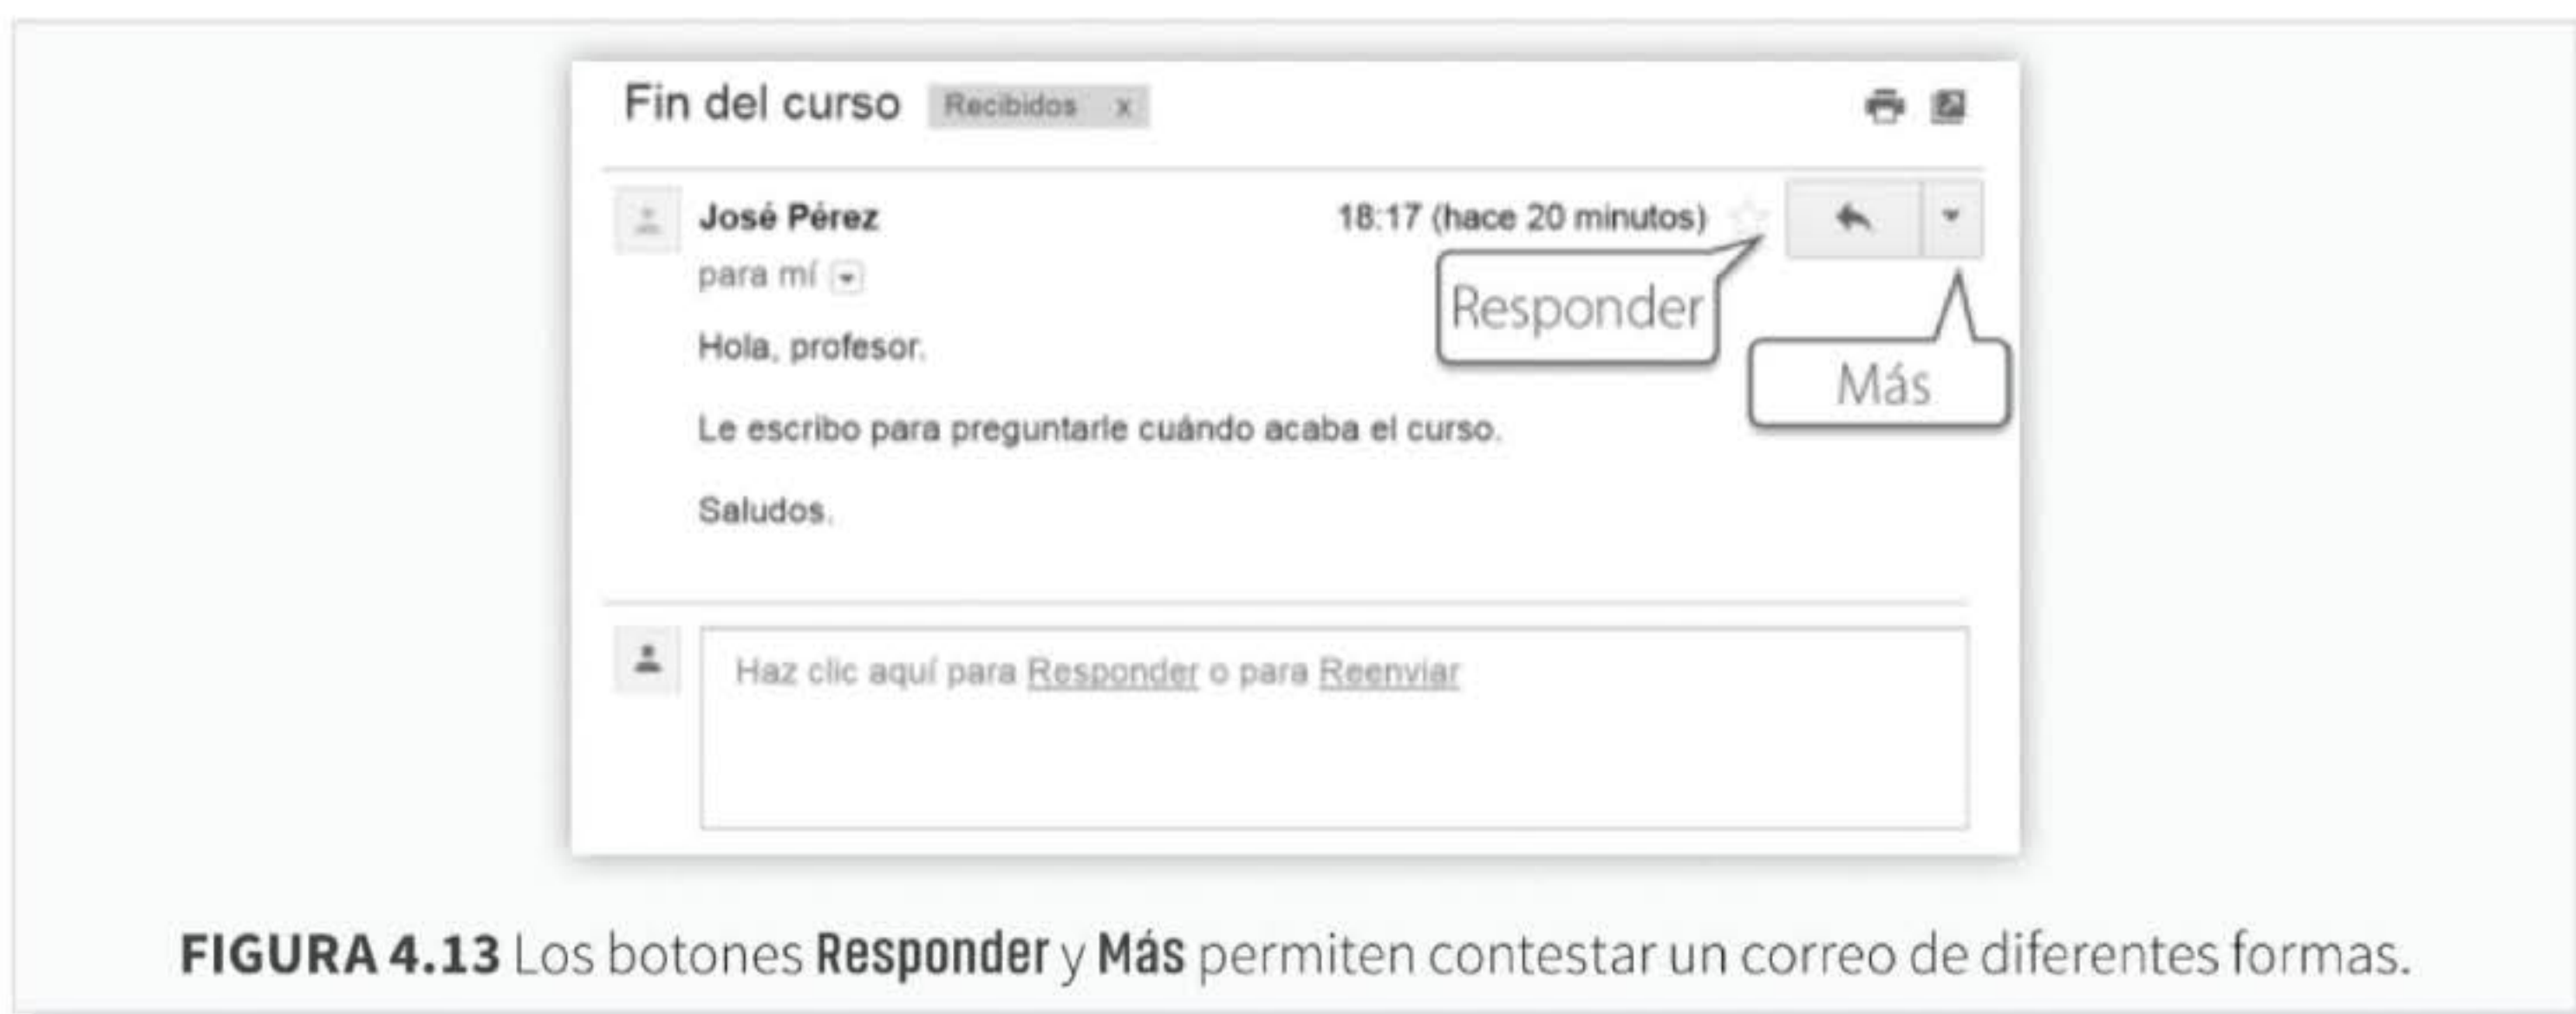 Fin del curso Recibidos x
José Pérez 18:17 (hace 20 minutos)
para mí
Responder
Hola, profesor.
Más
Le escribo para preguntarle cuándo acaba el curso.
Saludos.
Haz clic aquí para Responder o para Reenviar
FIGURA 4.13 Los botones Responder y Más permiten contestar un correo de diferentes formas.